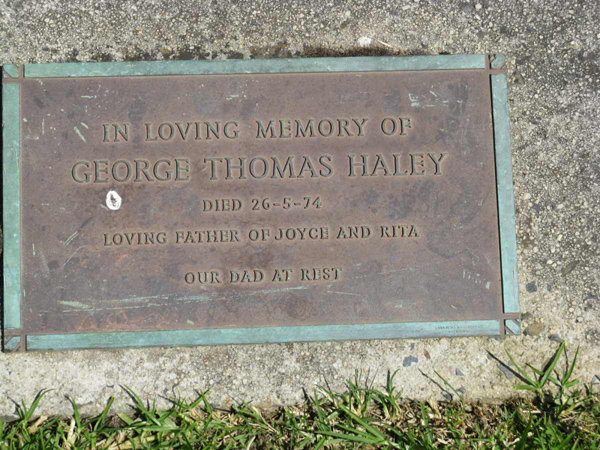 IN LOVING MEMORY OF
GEORGE THOMAS HALEY
DIED 26-5-74
LOVING FATHER OF JOYCE AND RITA
OUR DAD AT REST